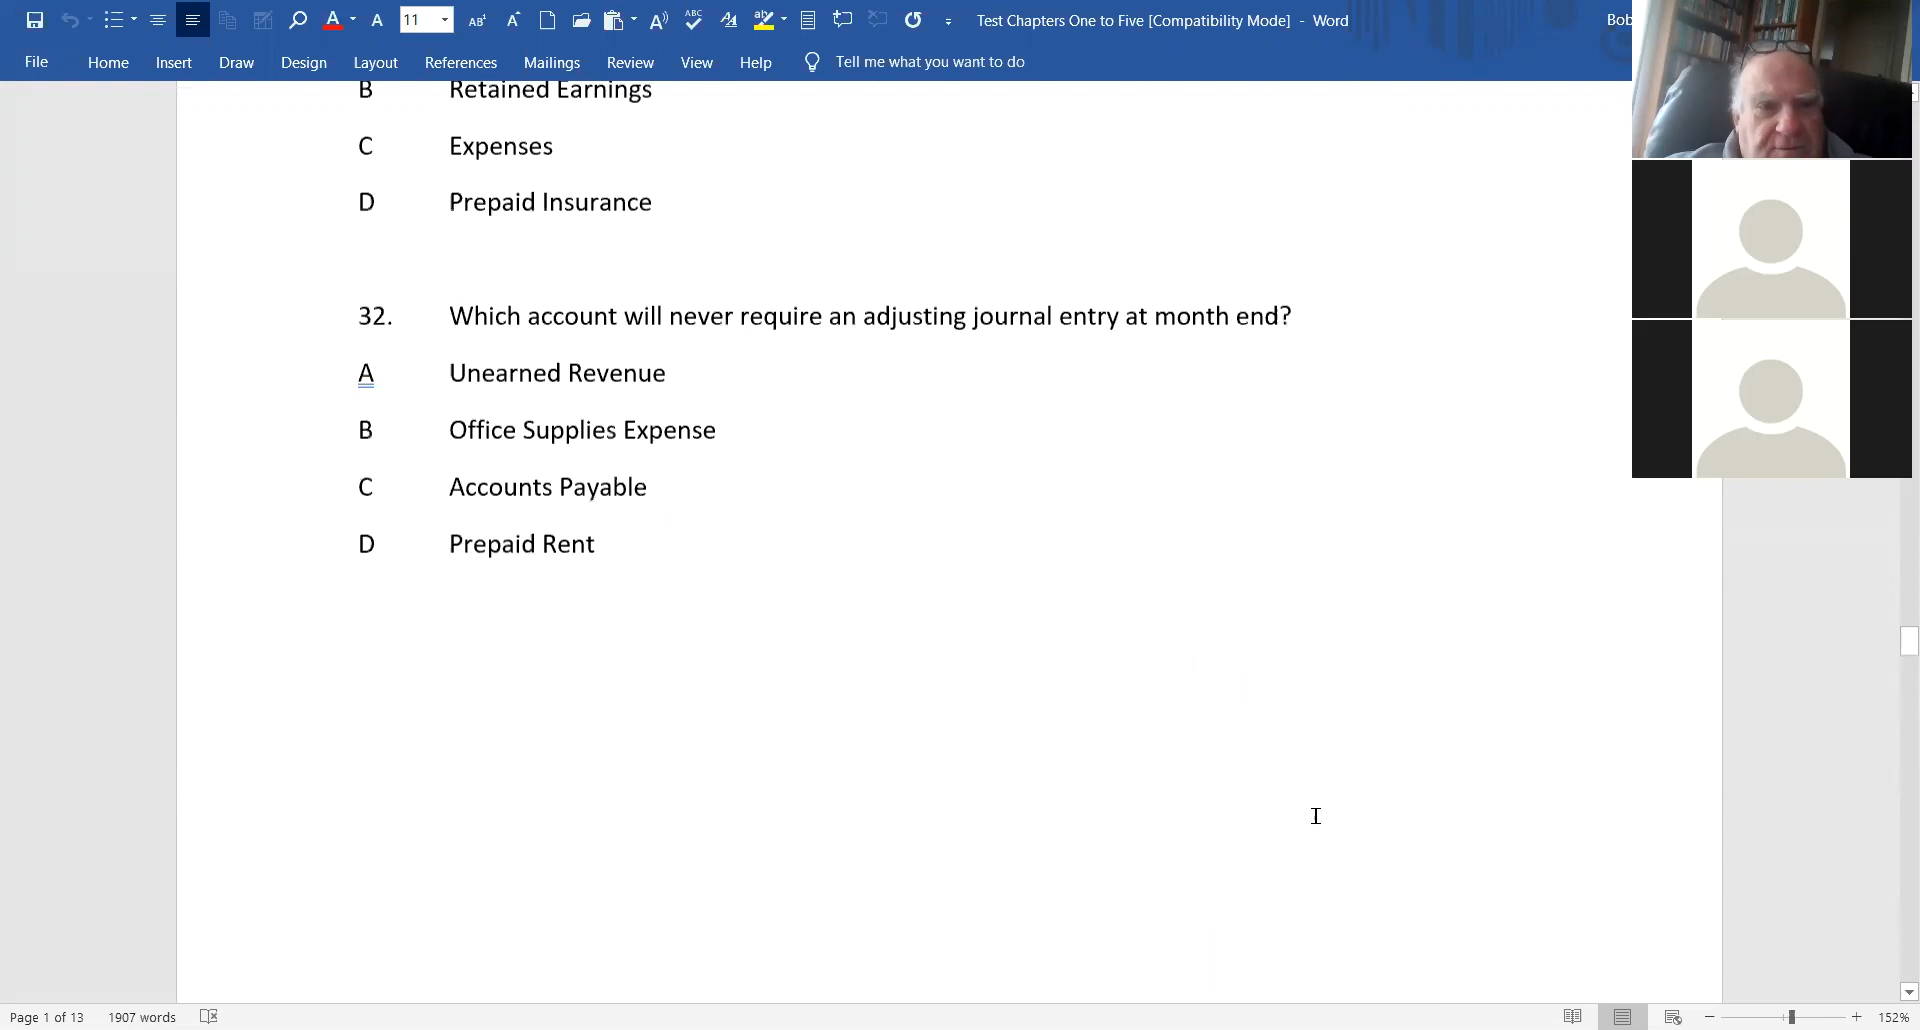 11
Test Chapters One to Five [Compatibility Mode] - Word
Bob
File Home Insert Draw Design Layout References Mailings Review View Help Tell me what you want to do
B Retained Earnings
C Expenses
D Prepaid Insurance
32. Which account will never require an adjusting journal entry at month end?
A Unearned Revenue
B Office Supplies Expense
C Accounts Payable
D Prepaid Rent
Page 1 of 13 1907 words
152%